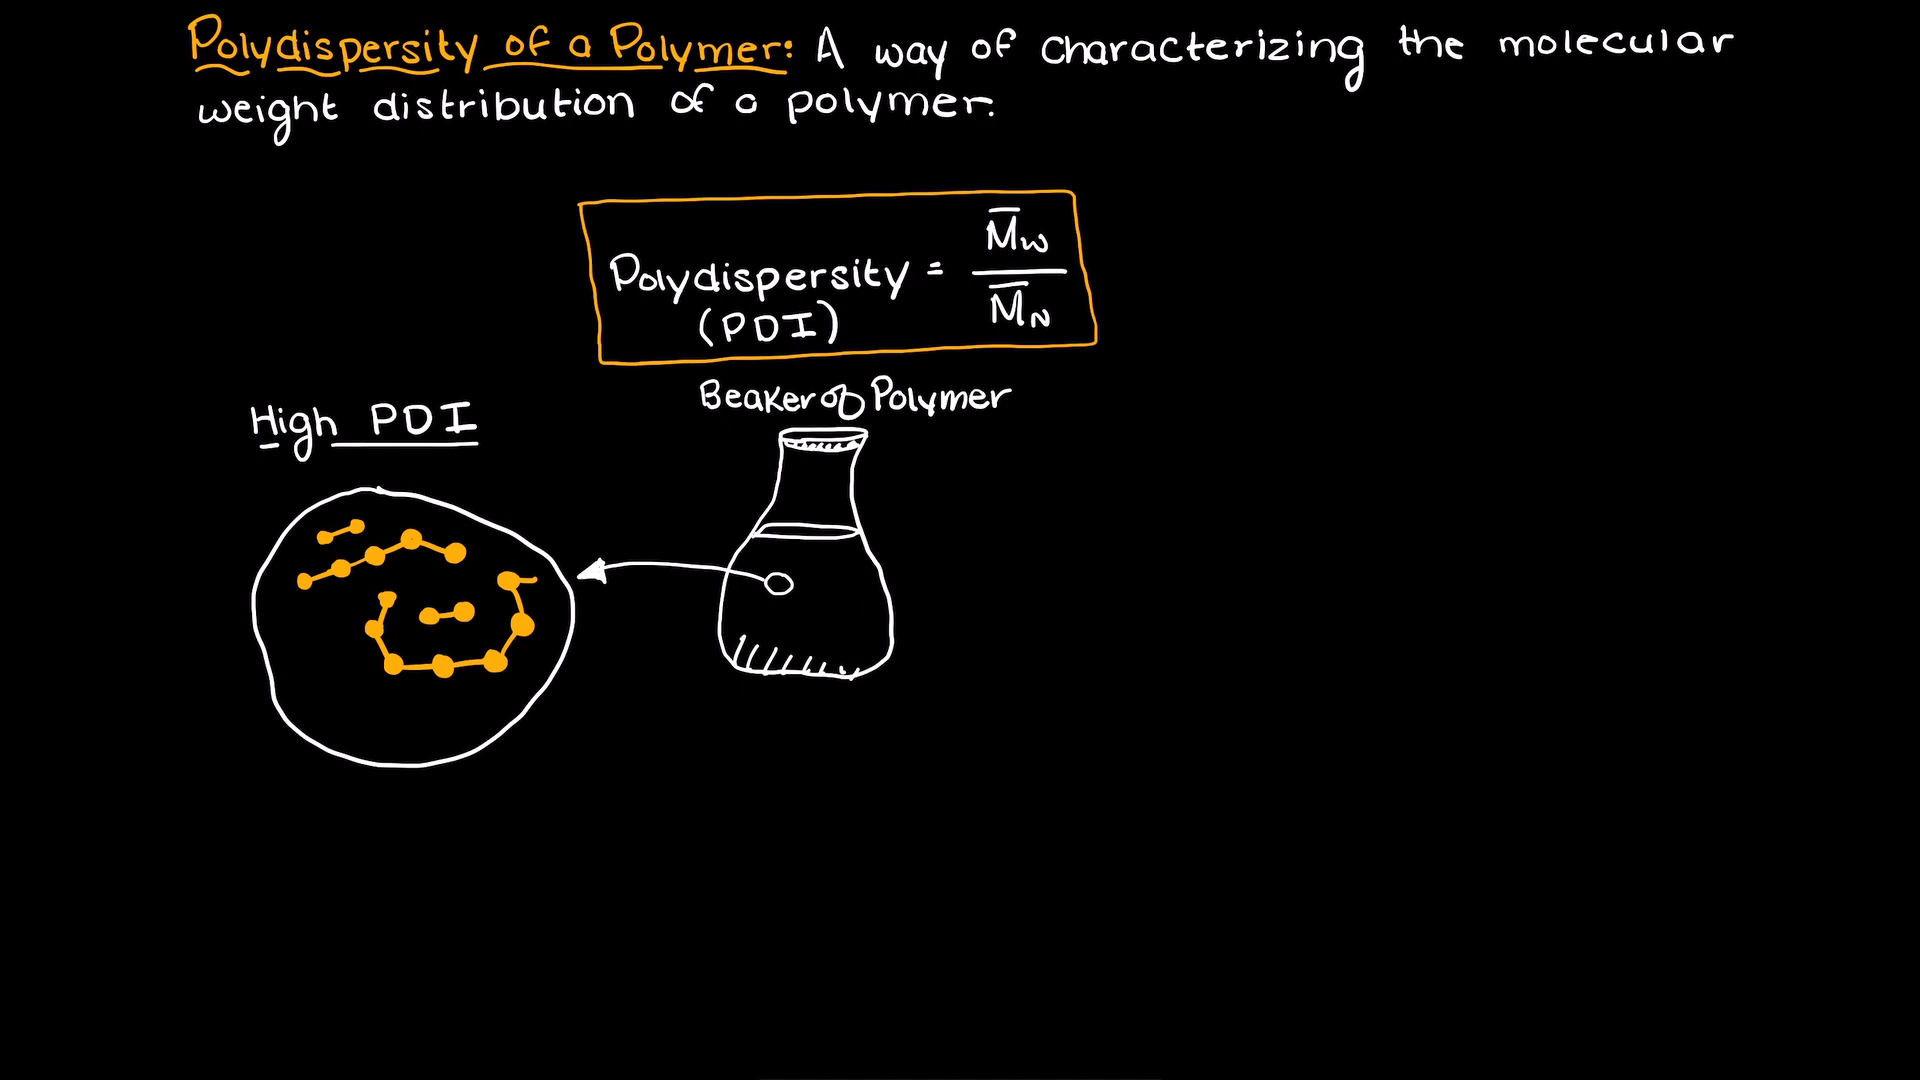 Polydispersity of a Polymer: A way of characterizing the molecular
weight distribution of a polymer.
Polydispersity = M̅w / M̅N
(PDI)
Beaker of Polymer
High PDI